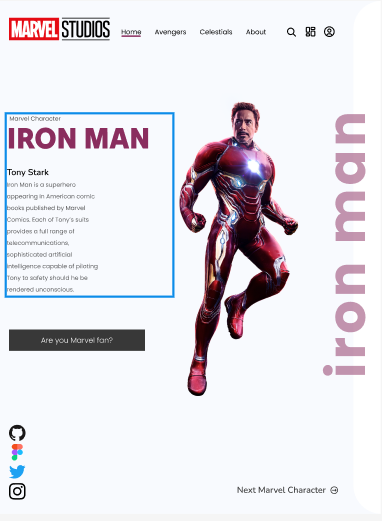 MARVEL STUDIOS
Home Avengers Celestials About
Marvel Character
IRON MAN
Tony Stark
Iron Man is a superhero
appearing in American comic
books published by Marvel
Comics. Each of Tony's suits
provides a full range of
telecommunications,
sophisticated artificial
intelligence capable of piloting
Tony to safety should he be
rendered unconscious.
iron man
Are you Marvel fan?
Next Marvel Character